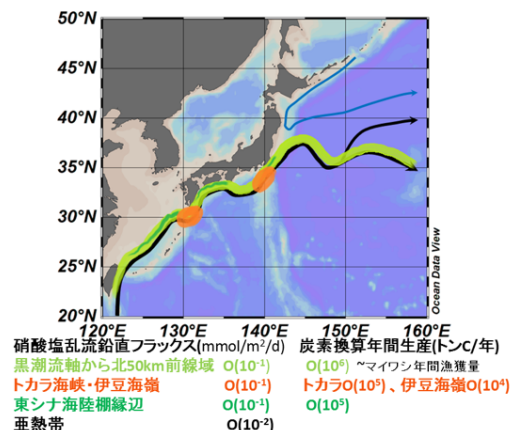 50°N
45°N
40°N
35°N
30°N
25°N
20°N
120°E 130°E 140°E 150°E 160°E
Ocean Data View
硝酸塩乱流鉛直フラックス(mmol/m²/d) 炭素換算年間生産(トンC/年)
黒潮流軸から北50km前線域 O(10⁻¹) O(10⁶) ~マイワシ年間漁獲量
トカラ海峡・伊豆海嶺 O(10⁻¹) トカラO(10⁵)、伊豆海嶺O(10⁴)
東シナ海陸棚縁辺 O(10⁻¹) O(10⁵)
亜熱帯 O(10⁻²)